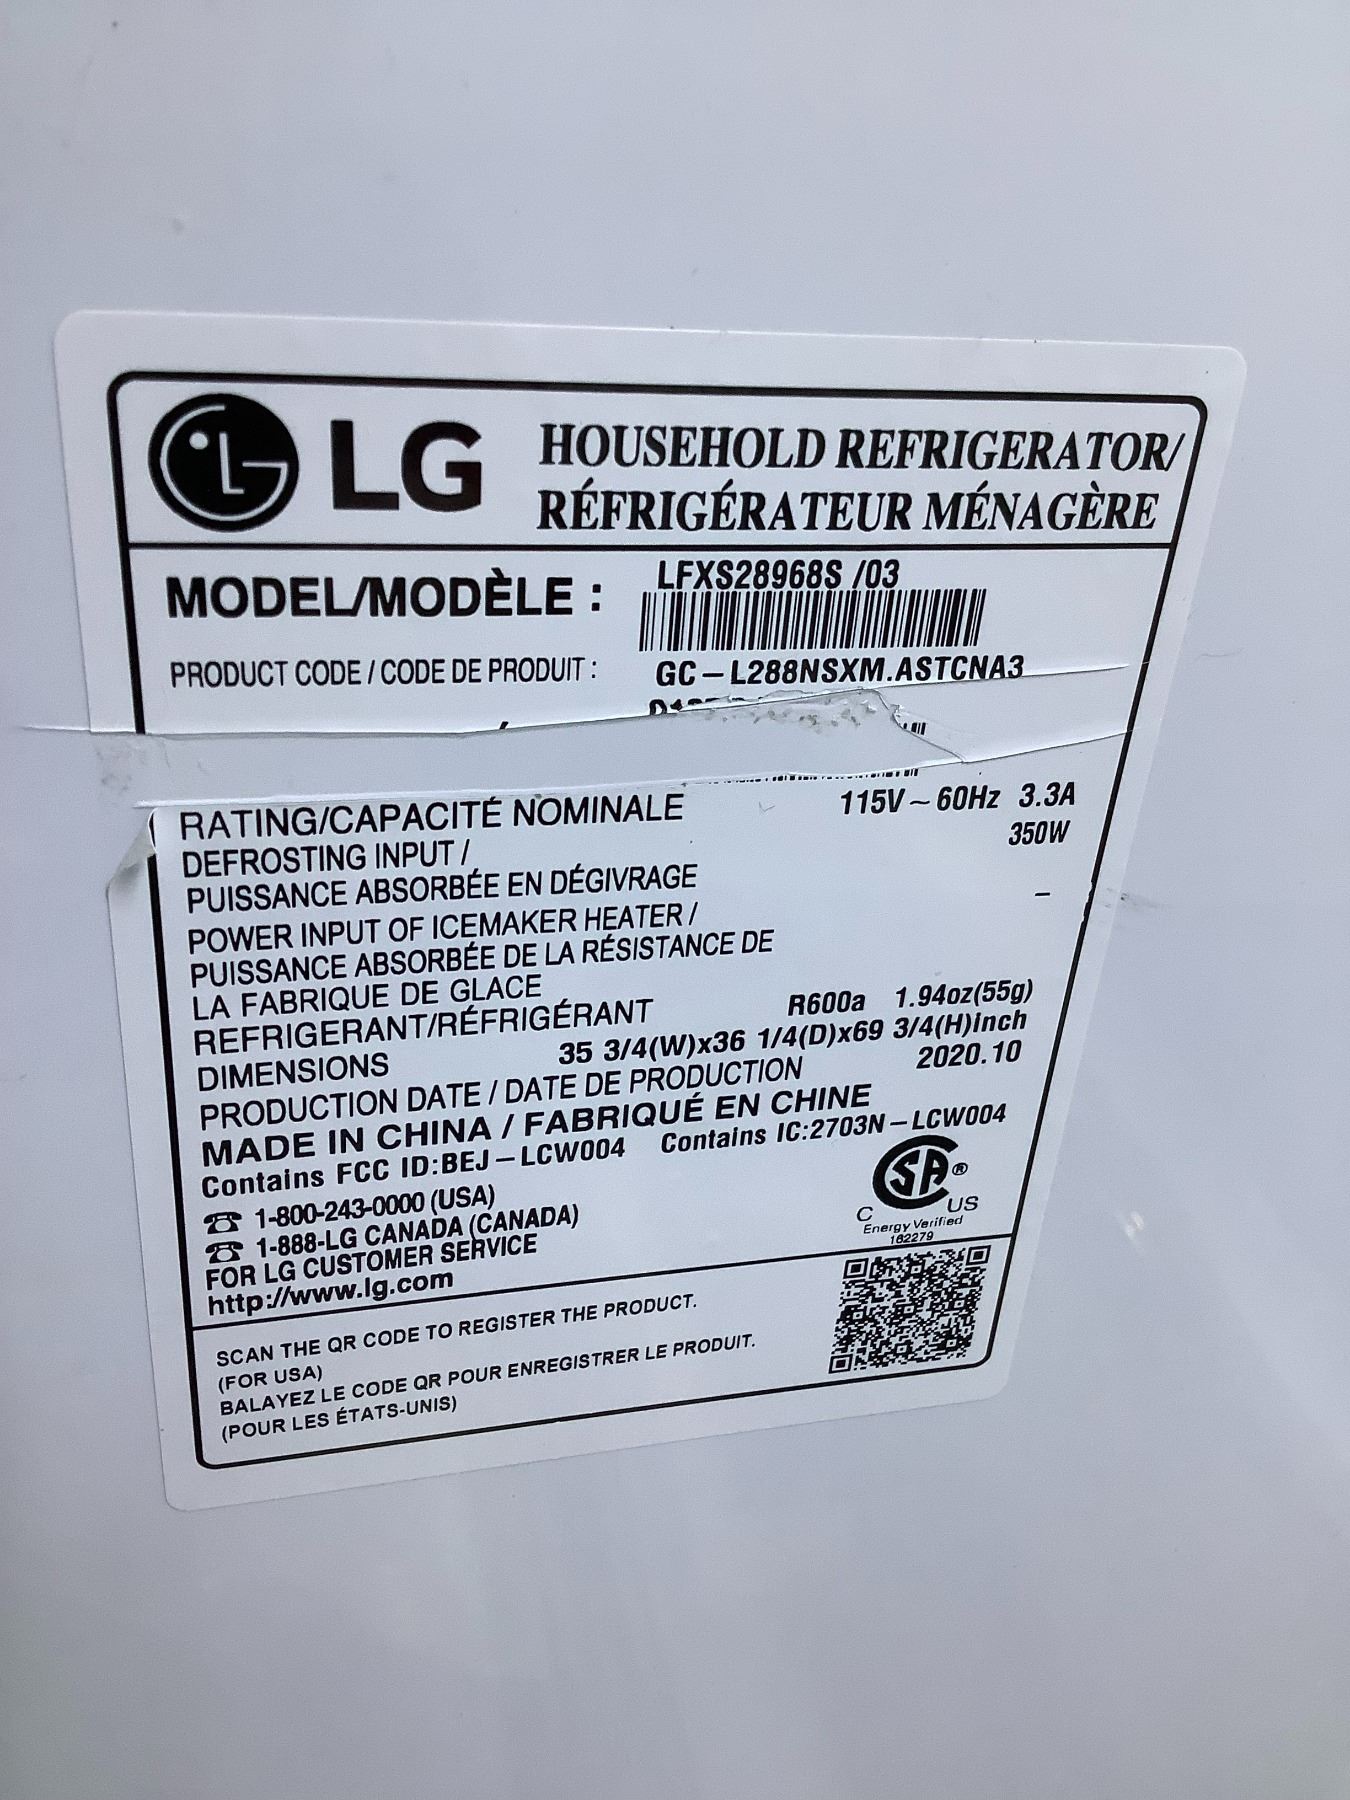 LG
HOUSEHOLD REFRIGERATOR/
RÉFRIGÉRATEUR MÉNAGÈRE
MODEL/MODÈLE : LFXS28968S /03
PRODUCT CODE / CODE DE PRODUIT : GC-L288NSXM.ASTCNA3
RATING/CAPACITÉ NOMINALE 115V ~ 60Hz 3.3A
DEFROSTING INPUT / 350W
PUISSANCE ABSORBÉE EN DÉGIVRAGE
POWER INPUT OF ICEMAKER HEATER / –
PUISSANCE ABSORBÉE DE LA RÉSISTANCE DE
LA FABRIQUE DE GLACE
REFRIGERANT/RÉFRIGÉRANT R600a 1.94oz(55g)
DIMENSIONS 35 3/4(W)x36 1/4(D)x69 3/4(H)inch
PRODUCTION DATE / DATE DE PRODUCTION 2020.10
MADE IN CHINA / FABRIQUÉ EN CHINE
Contains FCC ID:BEJ-LCW004 Contains IC:2703N-LCW004
☎ 1-800-243-0000 (USA)
☎ 1-888-LG CANADA (CANADA)
FOR LG CUSTOMER SERVICE
http://www.lg.com
SA ®
C US
Energy Verified
162279
SCAN THE QR CODE TO REGISTER THE PRODUCT.
(FOR USA)
BALAYEZ LE CODE QR POUR ENREGISTRER LE PRODUIT.
(POUR LES ÉTATS-UNIS)